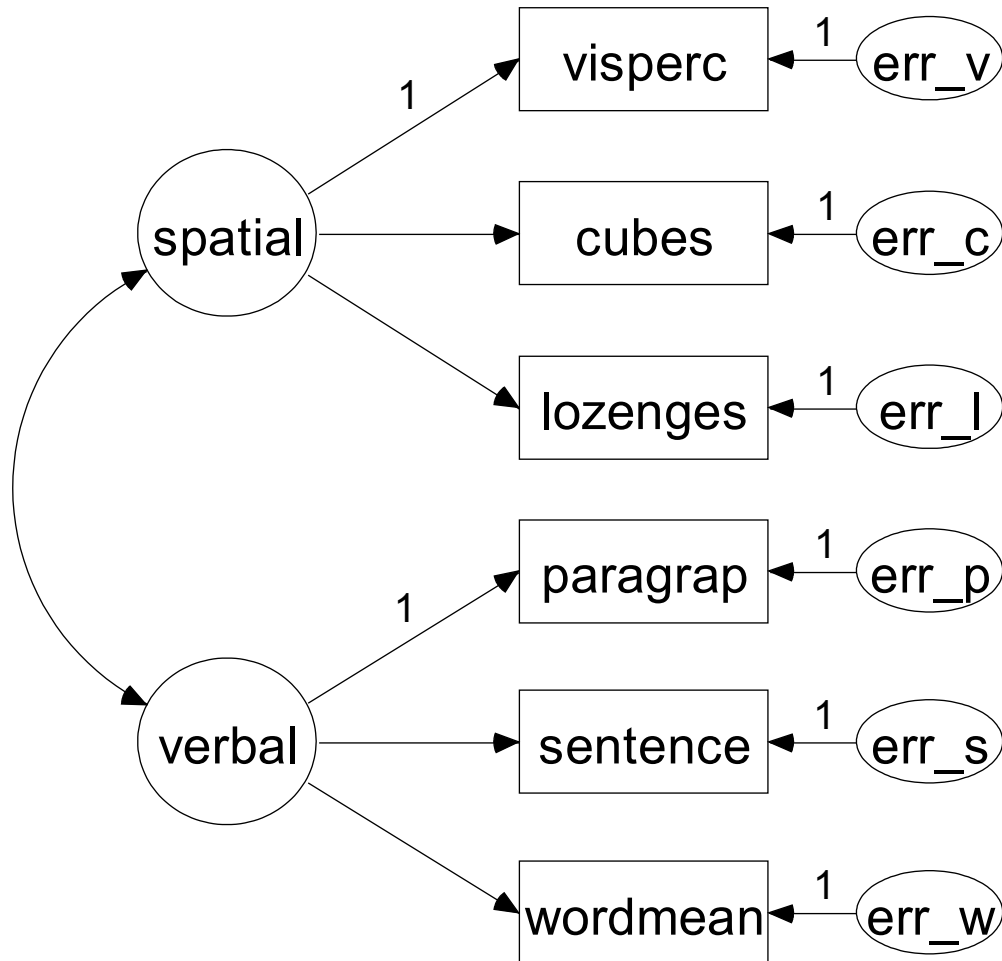 1
visperc
1
err_v
spatial
cubes
1
err_c
lozenges
1
err_l
1
paragrap
1
err_p
verbal
sentence
1
err_s
wordmean
1
err_w